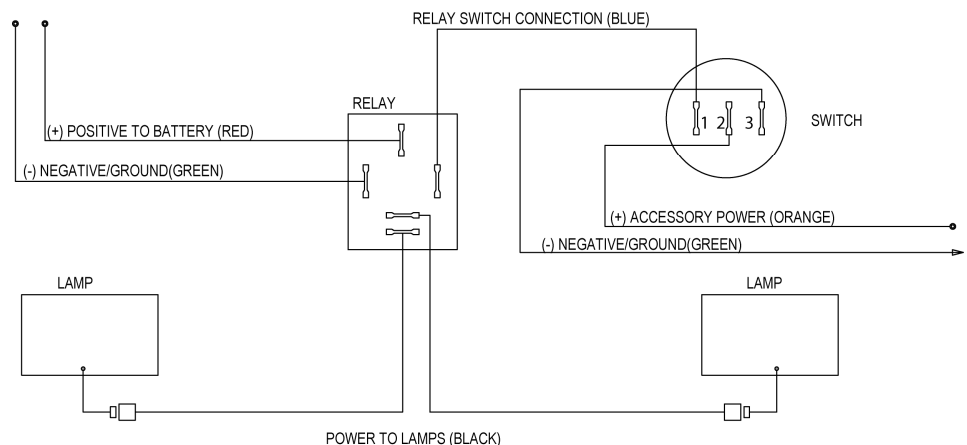 RELAY SWITCH CONNECTION (BLUE)
RELAY
(+) POSITIVE TO BATTERY (RED)
1 2 3
SWITCH
(-) NEGATIVE/GROUND(GREEN)
(+) ACCESSORY POWER (ORANGE)
(-) NEGATIVE/GROUND(GREEN)
LAMP
LAMP
POWER TO LAMPS (BLACK)